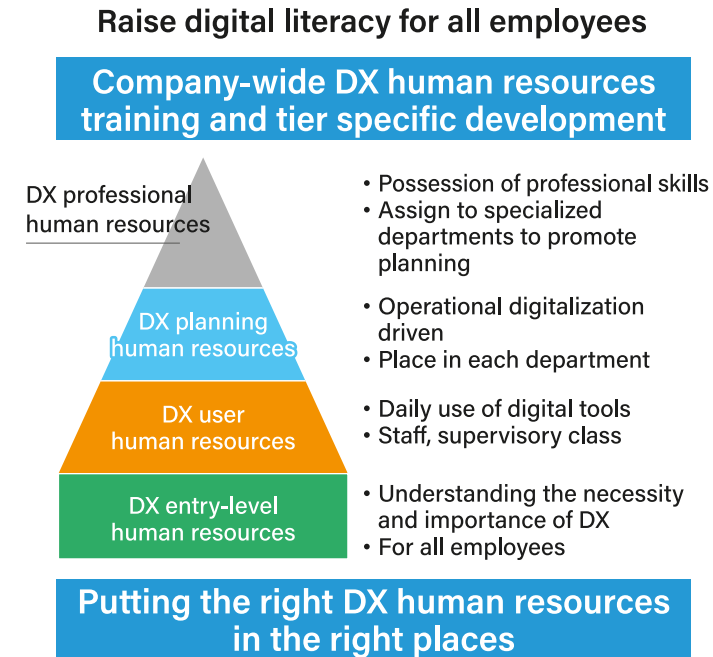 Raise digital literacy for all employees
Company-wide DX human resources
training and tier specific development
DX professional
human resources
• Possession of professional skills
• Assign to specialized
departments to promote
planning
DX planning
human resources
• Operational digitalization
driven
• Place in each department
DX user
human resources
• Daily use of digital tools
• Staff, supervisory class
DX entry-level
human resources
• Understanding the necessity
and importance of DX
• For all employees
Putting the right DX human resources
in the right places